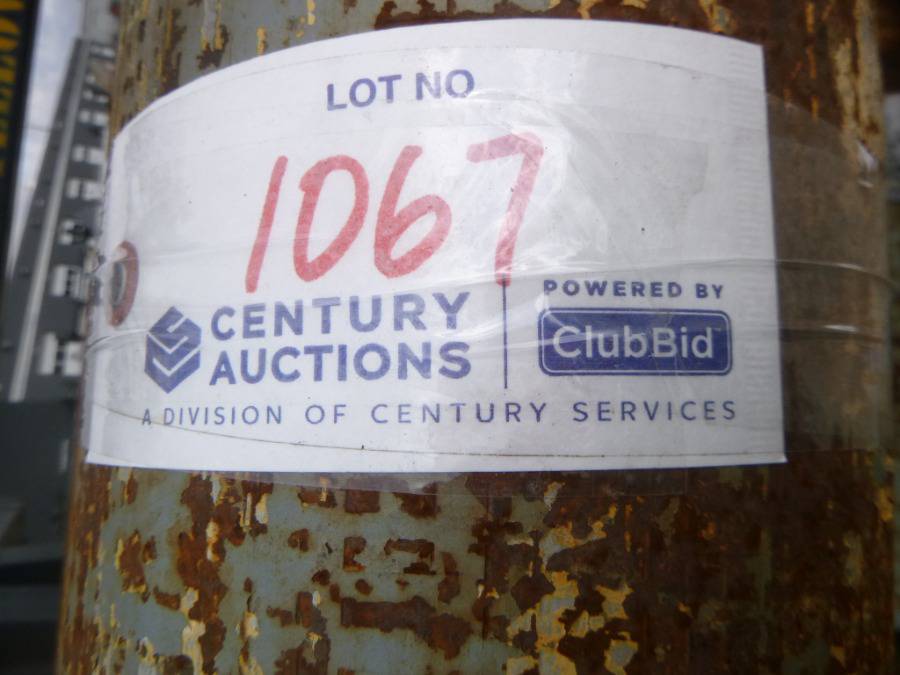 LOT NO
1067
CENTURY
AUCTIONS
POWERED BY
ClubBid
A DIVISION OF CENTURY SERVICES